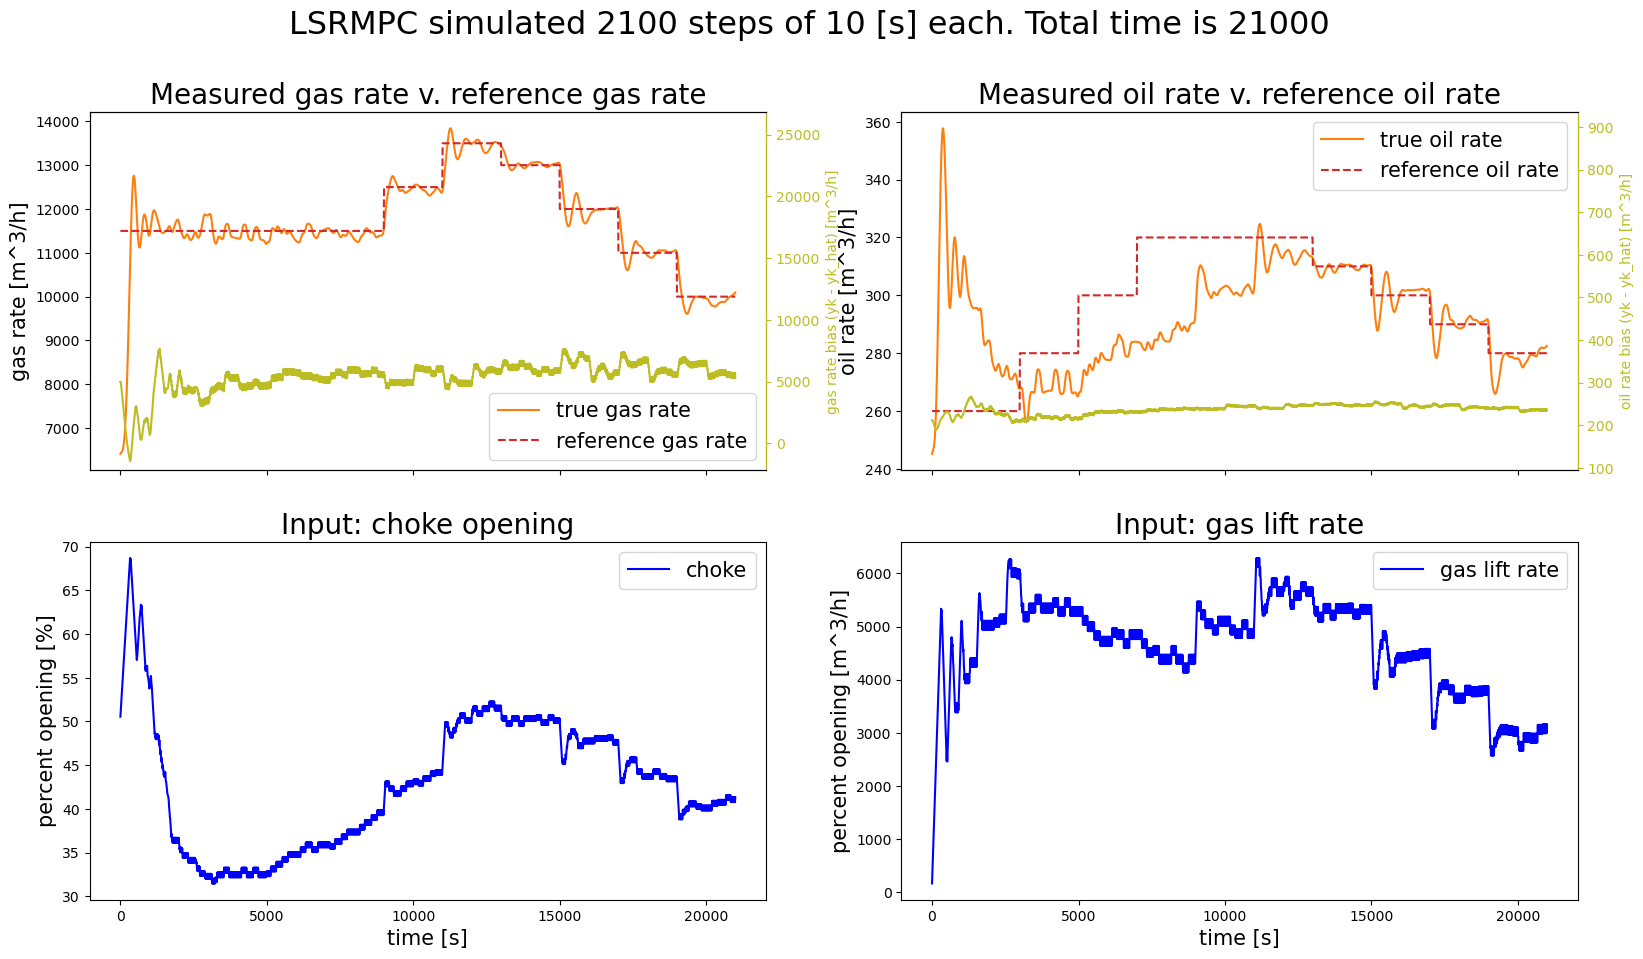 LSRMPC simulated 2100 steps of 10 [s] each. Total time is 21000
Measured gas rate v. reference gas rate
gas rate [m^3/h]
14000
13000
12000
11000
10000
9000
8000
7000
25000
20000
15000
10000
5000
0
gas rate bias (yk - yk_hat) [m^3/h]
true gas rate
reference gas rate
Measured oil rate v. reference oil rate
oil rate [m^3/h]
360
340
320
300
280
260
240
900
800
700
600
500
400
300
200
100
oil rate bias (yk - yk_hat) [m^3/h]
true oil rate
reference oil rate
Input: choke opening
percent opening [%]
70
65
60
55
50
45
40
35
30
choke
0
5000
10000
15000
20000
time [s]
Input: gas lift rate
percent opening [m^3/h]
6000
5000
4000
3000
2000
1000
0
gas lift rate
0
5000
10000
15000
20000
time [s]